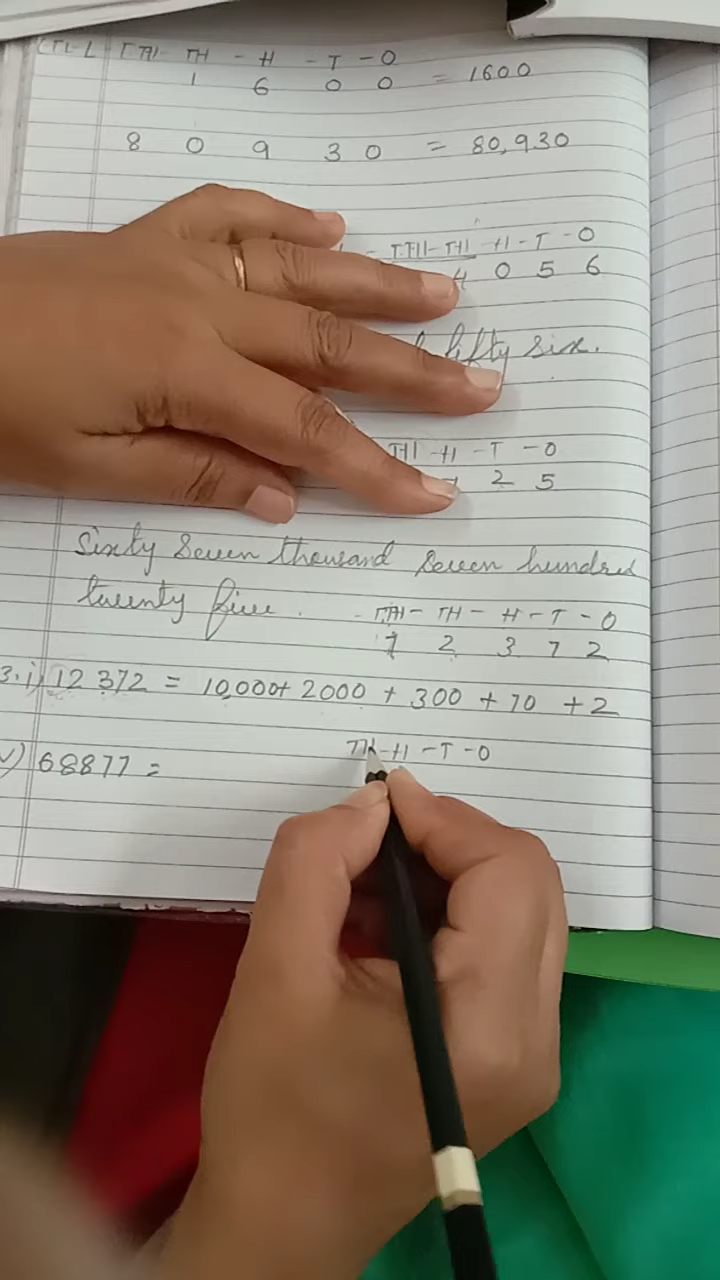 TTH - TH - H - T - O
1 6 0 0 = 1600
8 0 9 3 0 = 80,930
- TTH - TH - H - T - O
4 0 5 6
fifty six.
TH - H - T - O
2 5
Sixty Seven thousand Seven hundred
twenty five.
- TTH - TH - H - T - O
1 2 3 7 2
3. i) 12 372 = 10,000 + 2000 + 300 + 70 + 2
TH - H - T - O
v) 68877 =